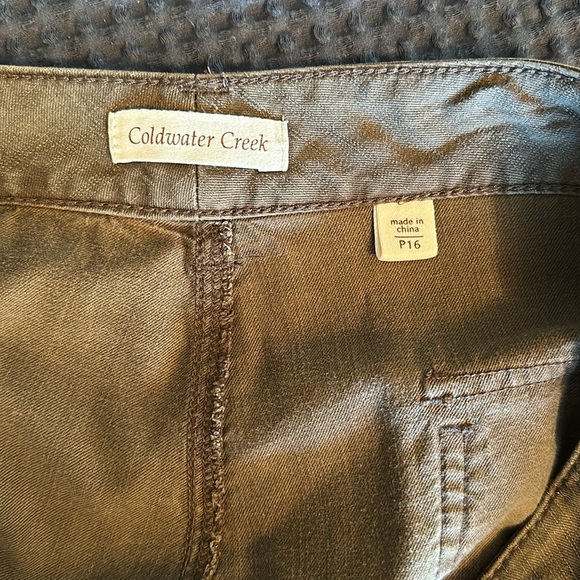 Coldwater Creek
made in
china
P16